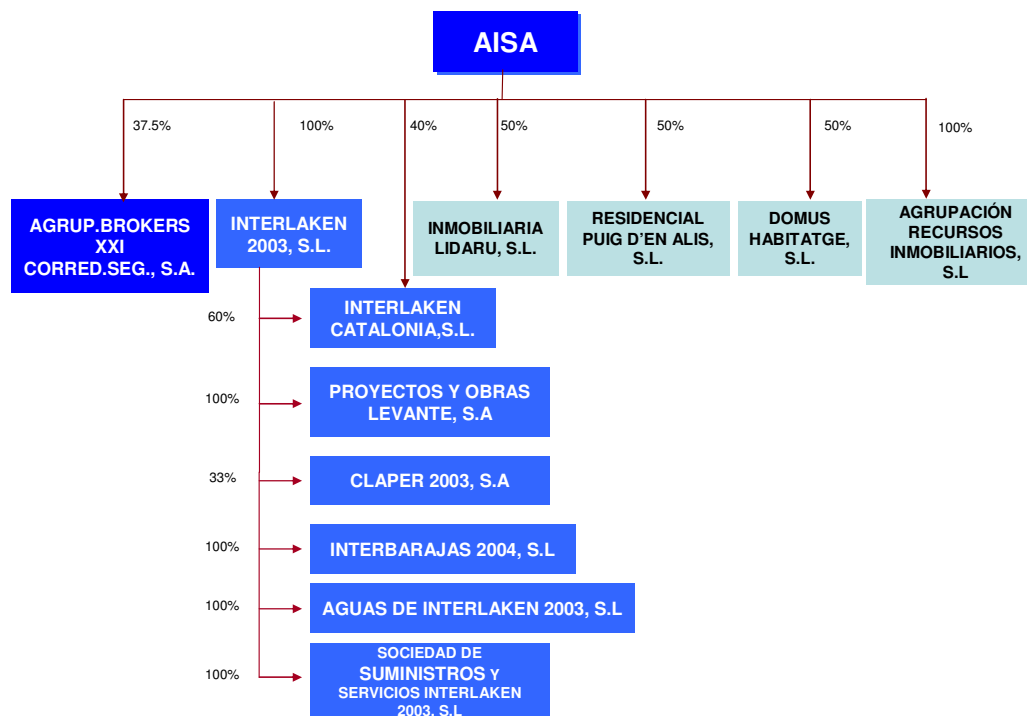 AISA
37.5%
100%
40%
50%
50%
50%
100%
AGRUP.BROKERS
XXI
CORRED.SEG., S.A.
INTERLAKEN
2003, S.L.
INMOBILIARIA
LIDARU, S.L.
RESIDENCIAL
PUIG D'EN ALIS,
S.L.
DOMUS
HABITATGE,
S.L.
AGRUPACIÓN
RECURSOS
INMOBILIARIOS,
S.L
60%
INTERLAKEN
CATALONIA,S.L.
100%
PROYECTOS Y OBRAS
LEVANTE, S.A
33%
CLAPER 2003, S.A
100%
INTERBARAJAS 2004, S.L
100%
AGUAS DE INTERLAKEN 2003, S.L
100%
SOCIEDAD DE
SUMINISTROS Y
SERVICIOS INTERLAKEN
2003, S.L